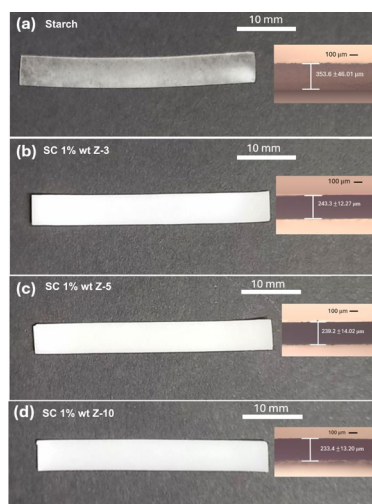 (a) Starch
10 mm
100 µm
353.6 ±46.01 µm
(b) SC 1% wt Z-3
10 mm
100 µm
243.3 ±12.27 µm
(c) SC 1% wt Z-5
10 mm
100 µm
239.2 ±14.02 µm
(d) SC 1% wt Z-10
10 mm
100 µm
233.4 ±13.20 µm